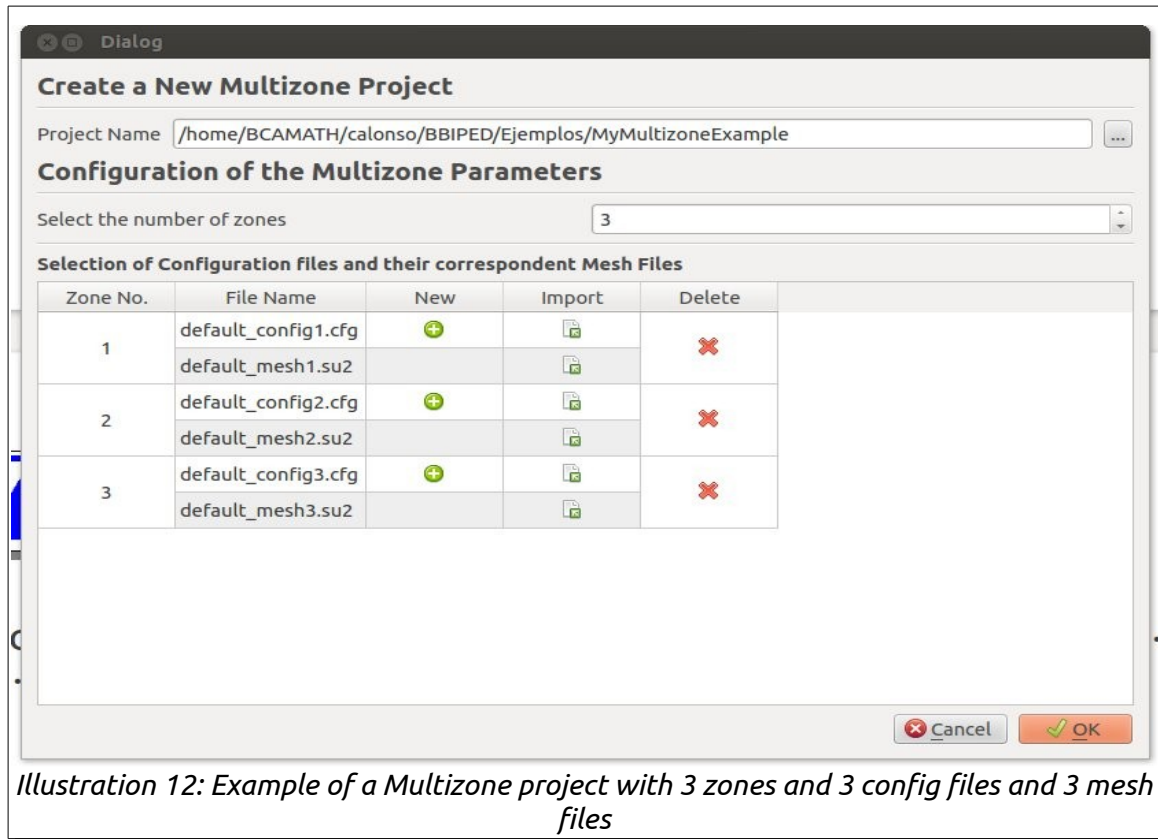 Dialog
Create a New Multizone Project
Project Name /home/BCAMATH/calonso/BBIPED/Ejemplos/MyMultizoneExample ...
Configuration of the Multizone Parameters
Select the number of zones 3
Selection of Configuration files and their correspondent Mesh Files
Zone No. File Name New Import Delete
1 default_config1.cfg
default_mesh1.su2
2 default_config2.cfg
default_mesh2.su2
3 default_config3.cfg
default_mesh3.su2
Cancel OK
Illustration 12: Example of a Multizone project with 3 zones and 3 config files and 3 mesh
files